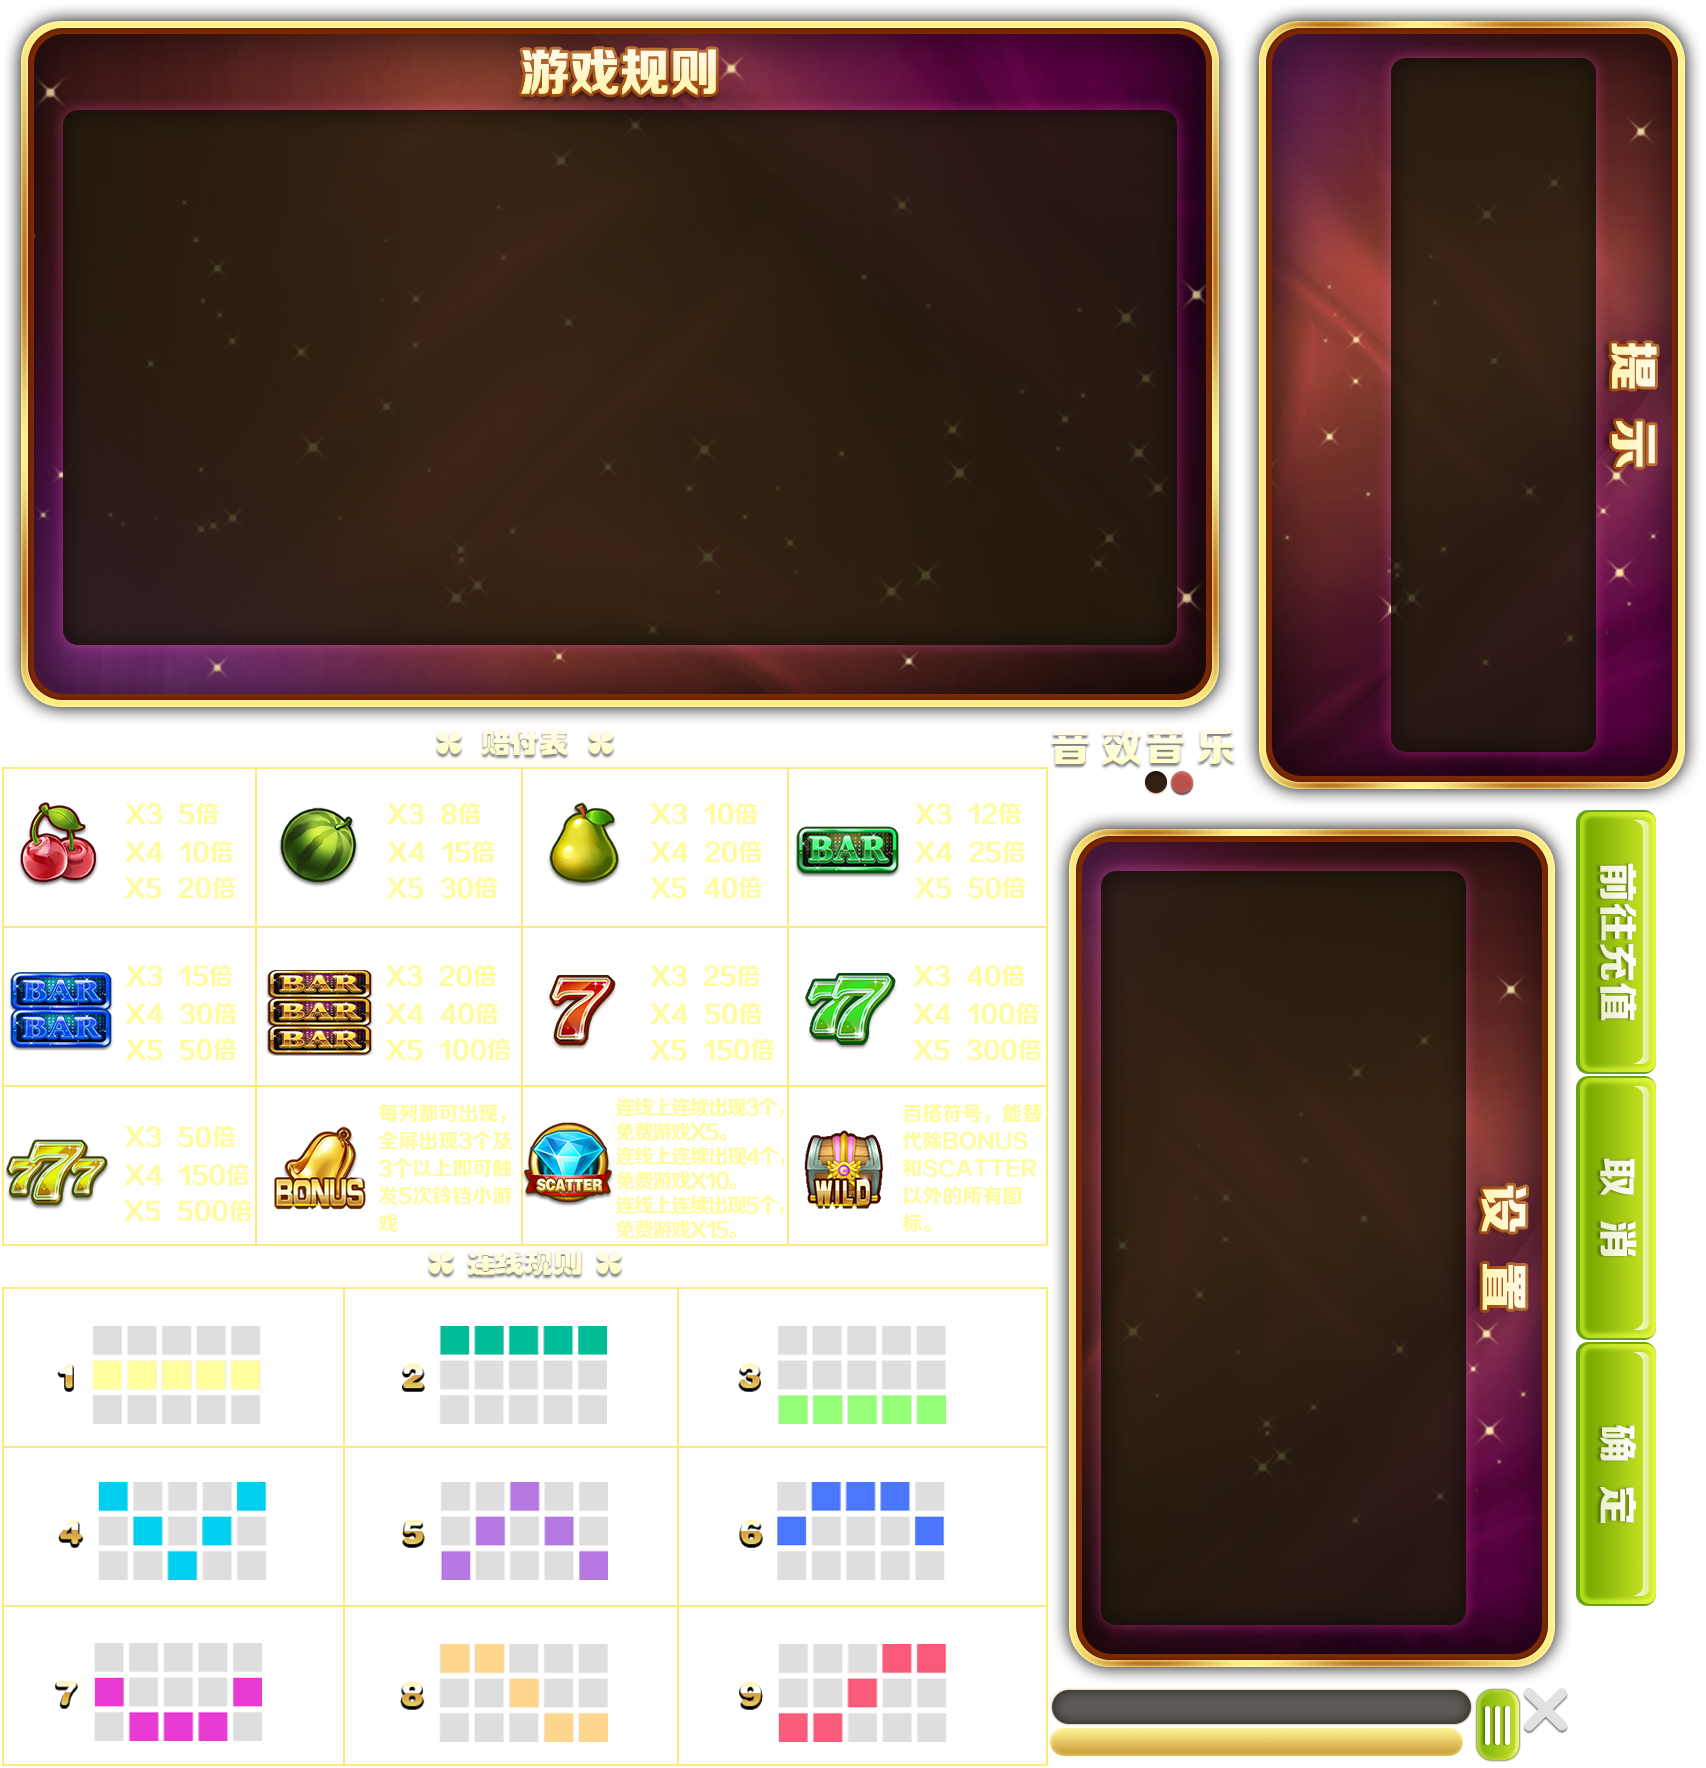 游戏规则
提示
赔付表
音效音乐
X3 5倍
X4 10倍
X5 20倍
X3 8倍
X4 15倍
X5 30倍
X3 10倍
X4 20倍
X5 40倍
BAR
X3 12倍
X4 25倍
X5 50倍
BAR
BAR
X3 15倍
X4 30倍
X5 50倍
BAR
BAR
BAR
X3 20倍
X4 40倍
X5 100倍
7
X3 25倍
X4 50倍
X5 150倍
77
X3 40倍
X4 100倍
X5 300倍
777
X3 50倍
X4 150倍
X5 500倍
BONUS
每列都可出现，
全屏出现3个及
3个以上即可触
发5次铃铛小游
戏
SCATTER
连线上连续出现3个，
免费游戏X5。
连线上连续出现4个，
免费游戏X10。
连线上连续出现5个，
免费游戏X15。
WILD
百搭符号，能替
代除BONUS
和SCATTER
以外的所有图
标。
连线规则
1
2
3
4
5
6
7
8
9
设置
前往充值
取消
确定